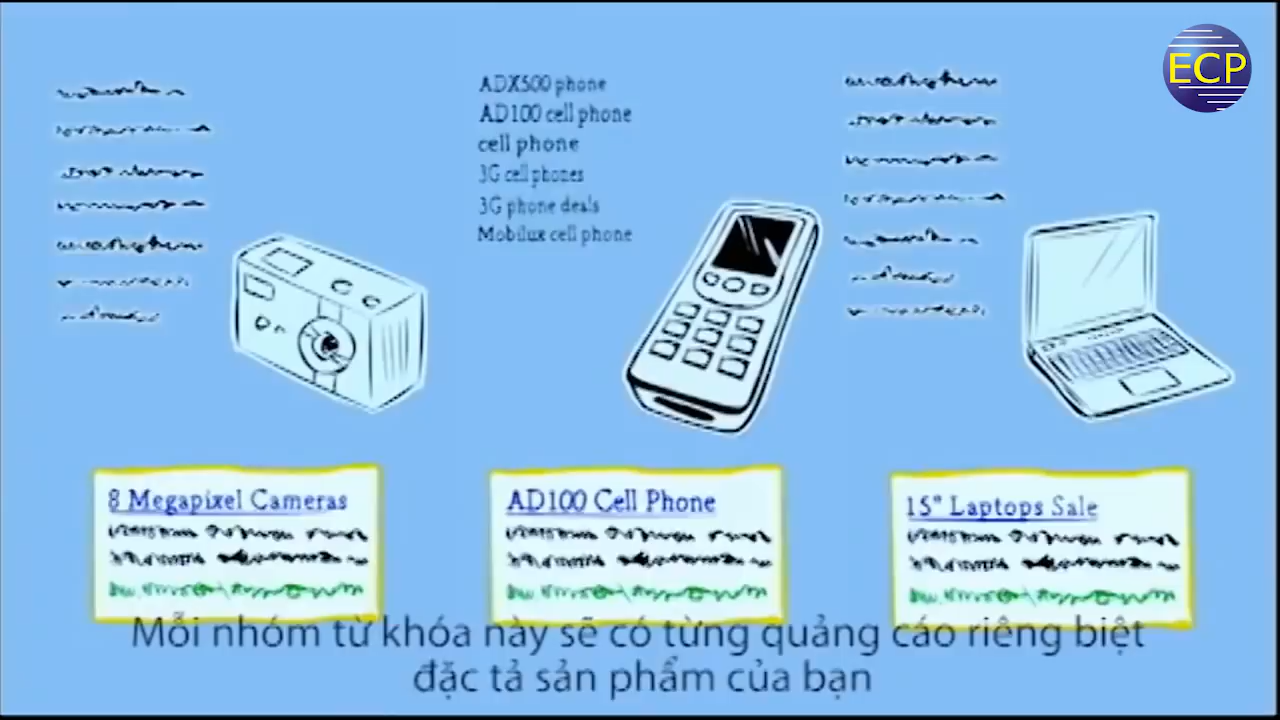 ECP
ADX500 phone
AD100 cell phone
cell phone
3G cell phones
3G phone deals
Mobilux cell phone
8 Megapixel Cameras
AD100 Cell Phone
15" Laptops Sale
Mỗi nhóm từ khóa này sẽ có từng quảng cáo riêng biệt
đặc tả sản phẩm của bạn